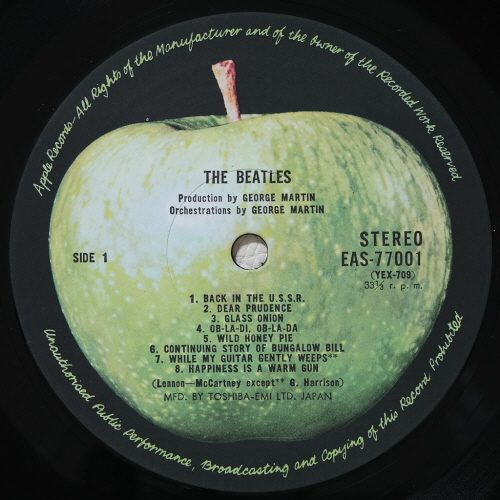 Apple Records·All Rights of the Manufacturer and of the Owner of the Recorded Work Reserved
THE BEATLES
Production by GEORGE MARTIN
Orchestrations by GEORGE MARTIN
SIDE 1
STEREO
EAS-77001
(YEX-709)
33⅓ r. p. m.
1. BACK IN THE U.S.S.R.
2. DEAR PRUDENCE
3. GLASS ONION
4. OB-LA-DI, OB-LA-DA
5. WILD HONEY PIE
6. CONTINUING STORY OF BUNGALOW BILL
7. WHILE MY GUITAR GENTLY WEEPS**
8. HAPPINESS IS A WARM GUN
(Lennon—McCartney except** G. Harrison)
MFD. BY TOSHIBA-EMI LTD. JAPAN
Unauthorised Public Performance, Broadcasting and Copying of this Record Prohibited